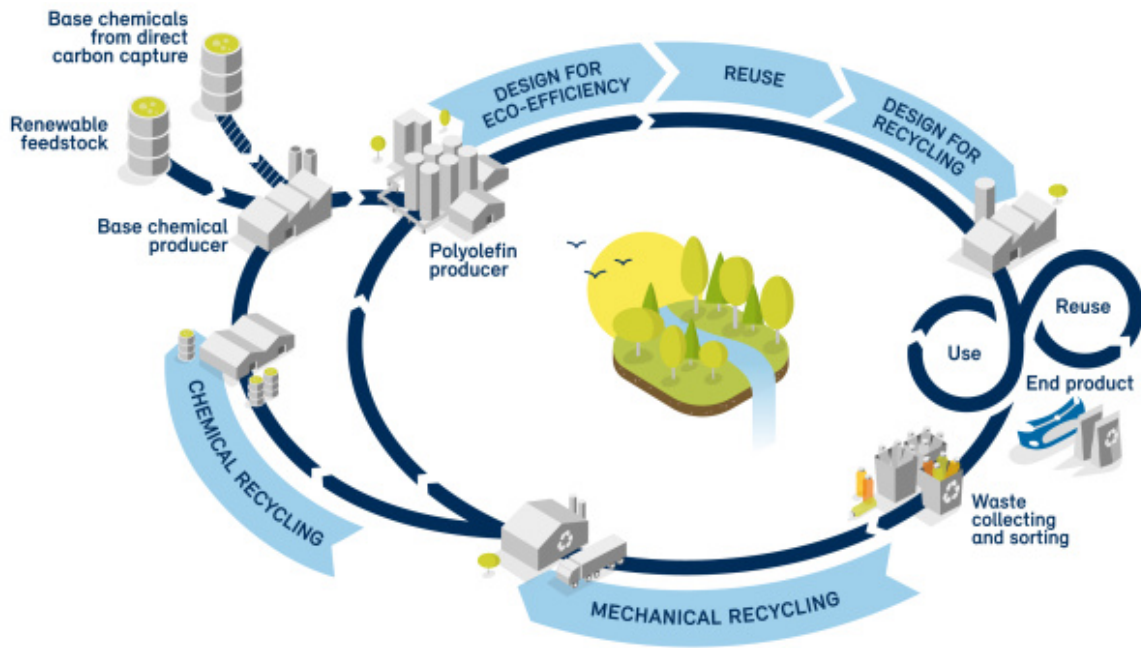 Base chemicals
from direct
carbon capture
Renewable
feedstock
Base chemical
producer
Polyolefin
producer
DESIGN FOR
ECO-EFFICIENCY
REUSE
DESIGN FOR
RECYCLING
Use
Reuse
End product
Waste
collecting
and sorting
MECHANICAL RECYCLING
CHEMICAL RECYCLING